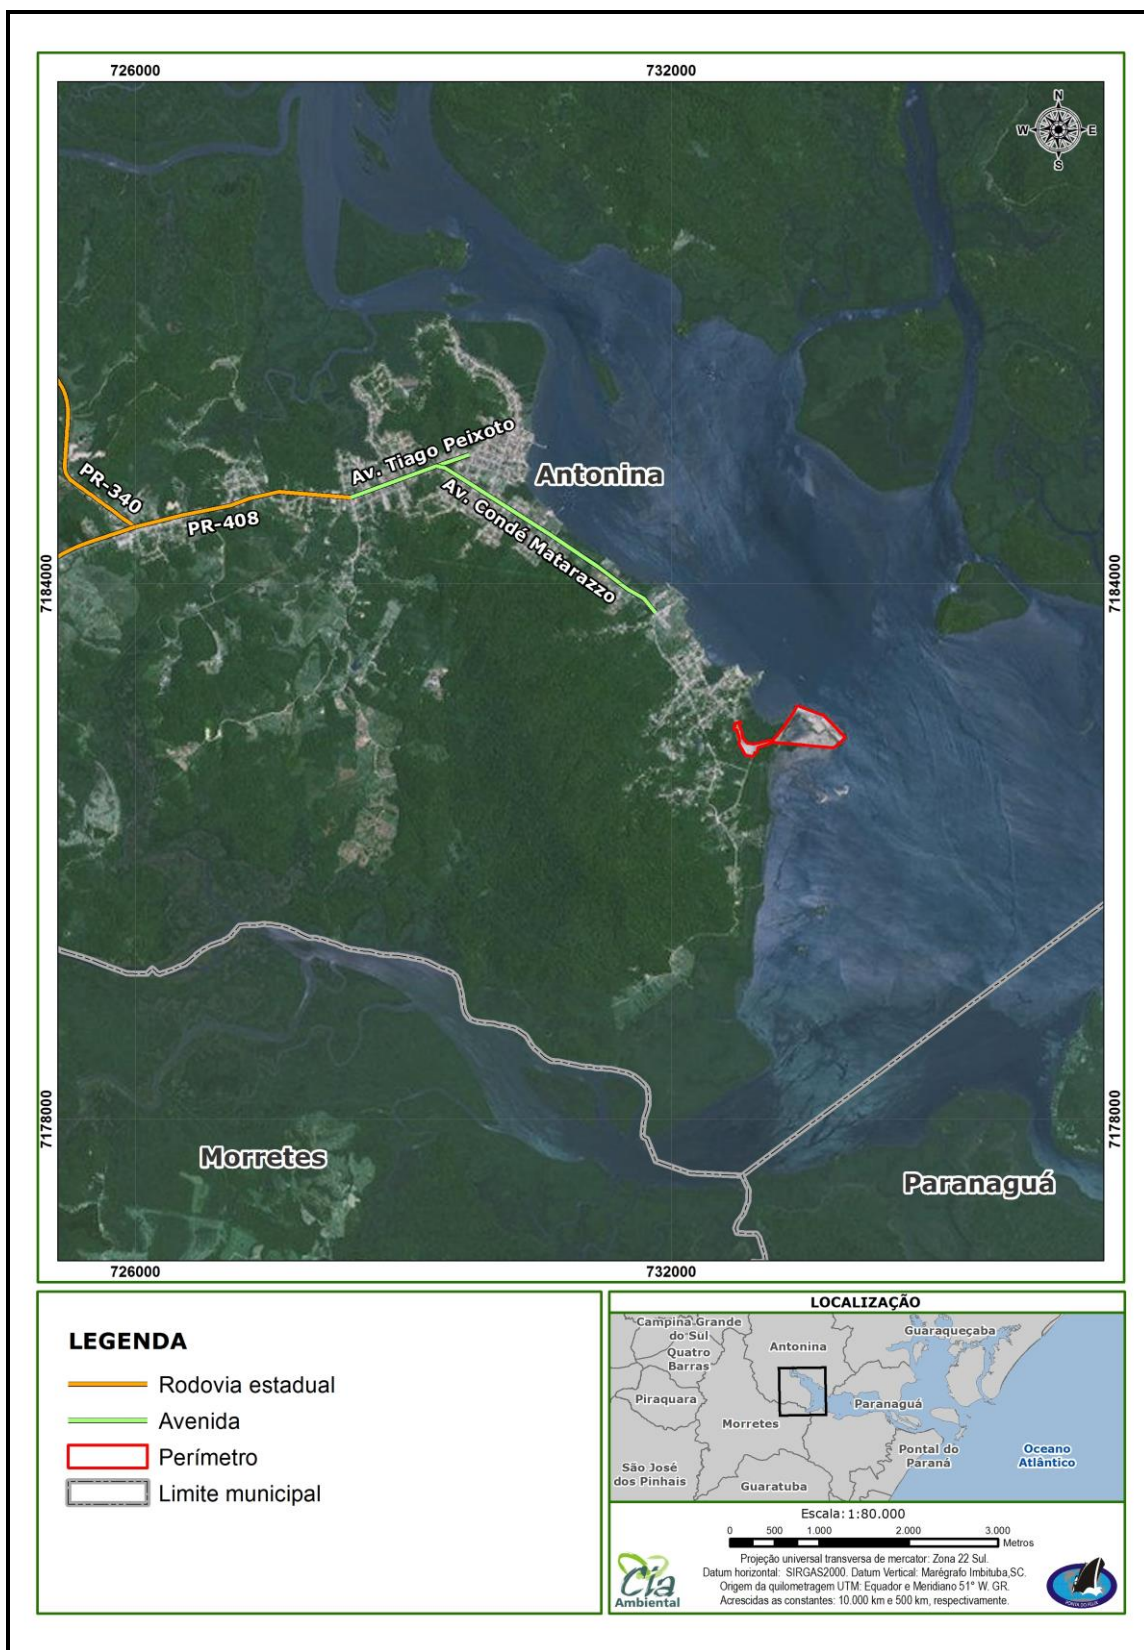 726000
732000
N
W
E
S
Av. Tiago Peixoto
Antonina
PR-340
PR-408
Av. Condé Matarazzo
7184000
7184000
7178000
7178000
Morretes
Paranaguá
726000
732000
LEGENDA
Rodovia estadual
Avenida
Perímetro
Limite municipal
LOCALIZAÇÃO
Campina Grande
do Sul
Quatro
Barras
Piraquara
São José
dos Pinhais
Antonina
Morretes
Guaratuba
Guaraqueçaba
Paranaguá
Pontal do
Paraná
Oceano
Atlântico
Escala: 1:80.000
0 500 1.000 2.000 3.000
Metros
Projeção universal transversa de mercator: Zona 22 Sul.
Datum horizontal: SIRGAS2000. Datum Vertical: Marégrafo Imbituba,SC.
Origem da quilometragem UTM: Equador e Meridiano 51° W. GR.
Acrescidas as constantes: 10.000 km e 500 km, respectivamente.
Cia
Ambiental
PONTA DO FÉLIX